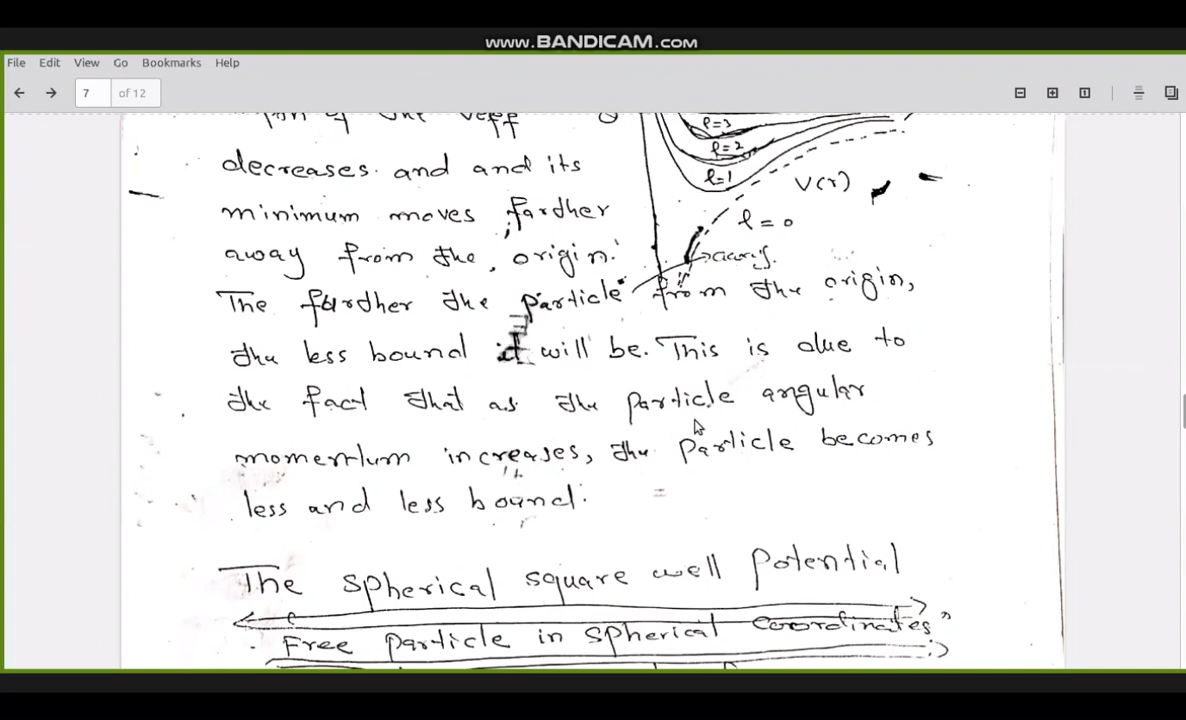 www.BANDICAM.com
File Edit View Go Bookmarks Help
7 of 12
l=3
l=2
decreases. and and its
l=1
V(r)
minimum moves farther
l = 0
away from the, origin.
The further the particle from the origin,
the less bound it will be. This is due to
the fact that as the particle angular
momentum increases, the particle becomes
less and less bound.
The spherical square well potential
Free particle in spherical coordinates"